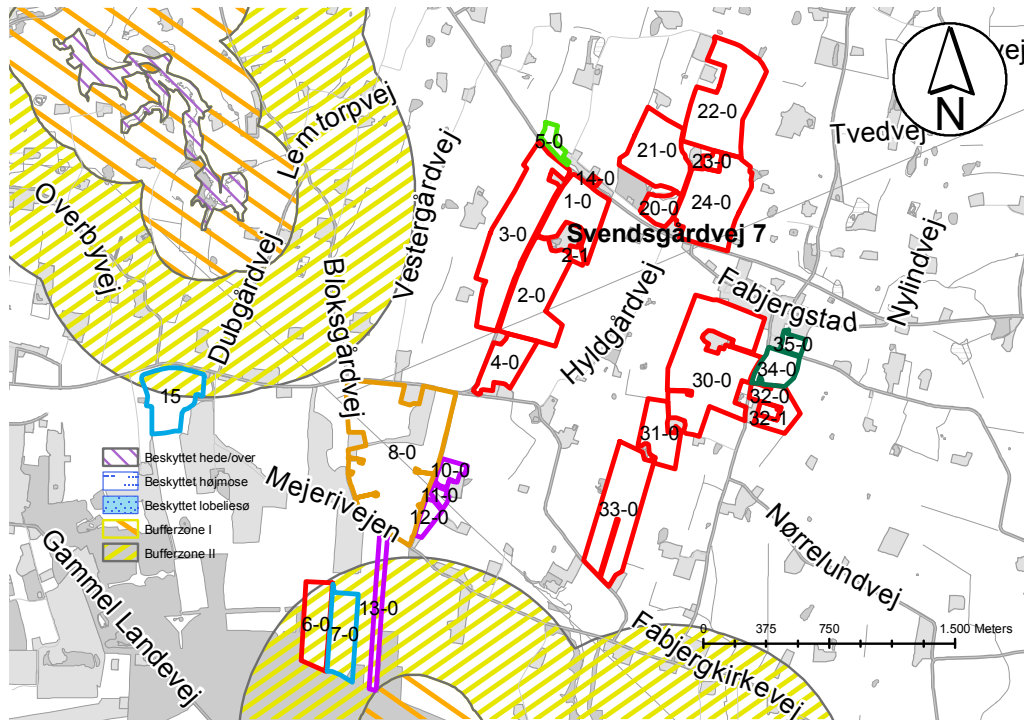 vej
N
Tvedvej
22-0
5-0
21-0
23-0
14-0
1-0
20-0
24-0
Lemtorpvej
Vestergårdvej
Overbyvej
3-0
Svendsgårdvej 7
2-1
Dubgårdvej
Bloksgårdvej
2-0
Hyldgårdvej
Fabjergstad
Nylindvej
35-0
4-0
34-0
30-0
15
32-0
32-1
31-0
8-0
10-0
11-0
12-0
Mejerivejen
33-0
Beskyttet hede/over
Beskyttet højmose
Beskyttet lobeliesø
Bufferzone I
Bufferzone II
Gammel Landevej
Nørrelundvej
6-0
7-0
13-0
Fabjergkirkevej
0 375 750 1.500 Meters